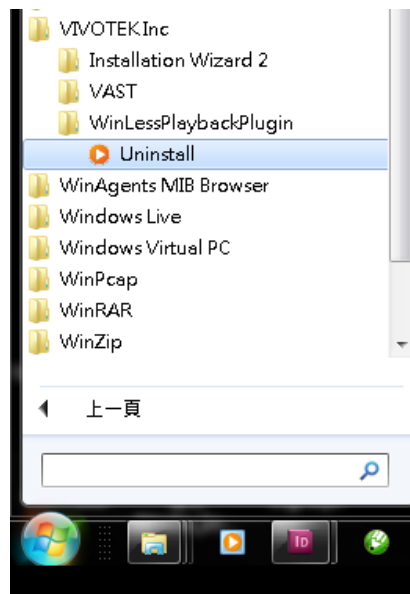 VIVOTEK Inc
Installation Wizard 2
VAST
WinLessPlaybackPlugin
Uninstall
WinAgents MIB Browser
Windows Live
Windows Virtual PC
WinPcap
WinRAR
WinZip
上一頁
ID